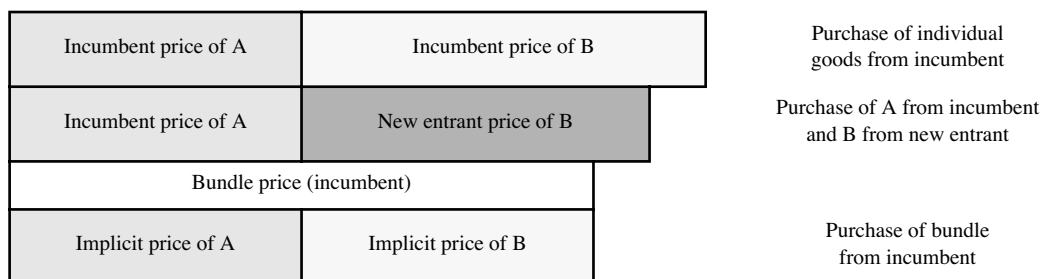 Incumbent price of A
Incumbent price of B
Purchase of individual
goods from incumbent
Incumbent price of A
New entrant price of B
Purchase of A from incumbent
and B from new entrant
Bundle price (incumbent)
Implicit price of A
Implicit price of B
Purchase of bundle
from incumbent